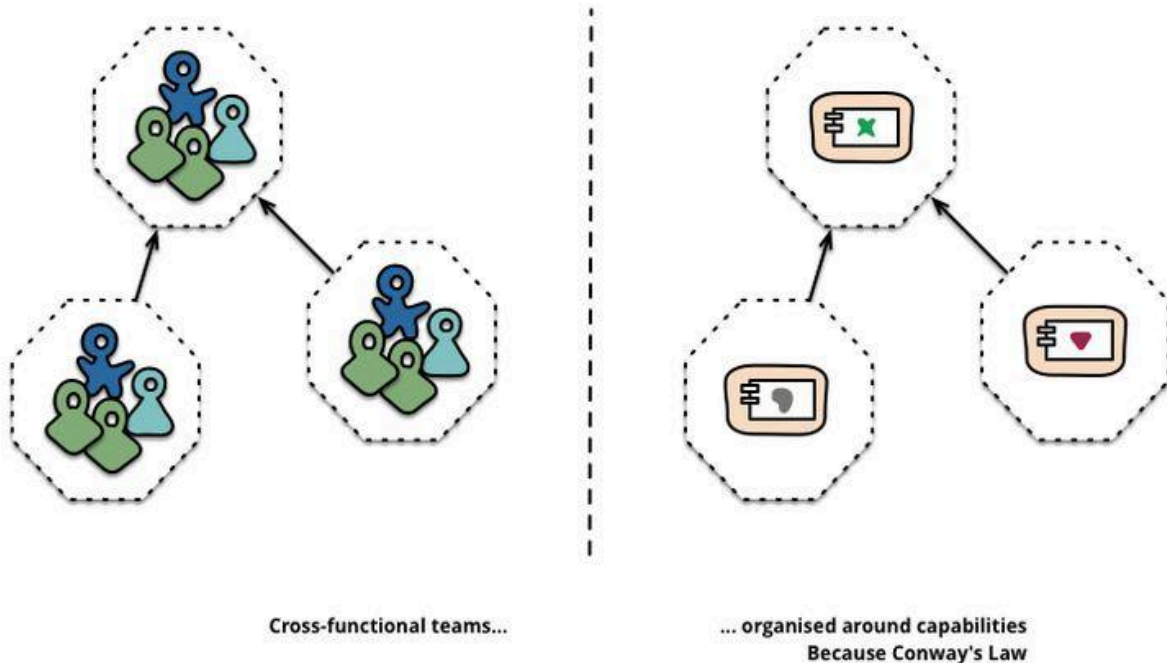 Cross-functional teams...
... organised around capabilities
Because Conway's Law